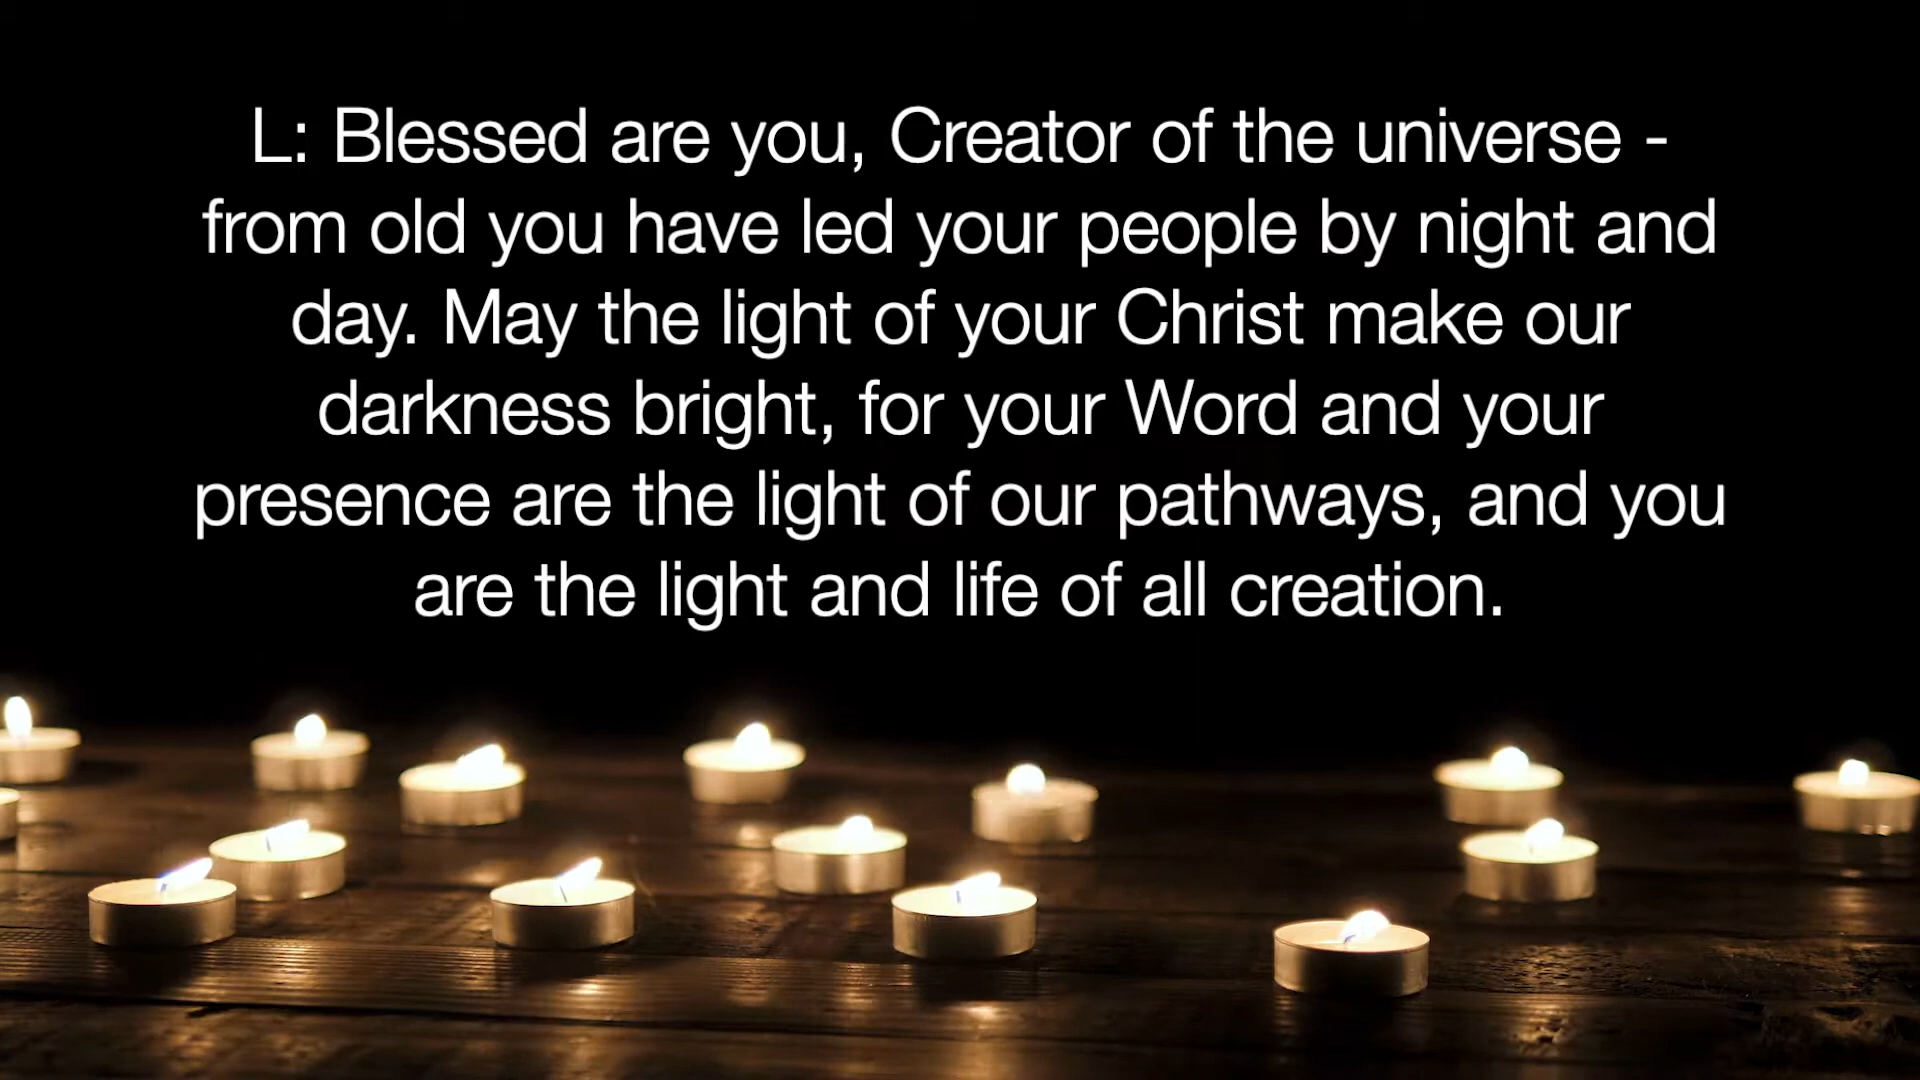 L: Blessed are you, Creator of the universe -
from old you have led your people by night and
day. May the light of your Christ make our
darkness bright, for your Word and your
presence are the light of our pathways, and you
are the light and life of all creation.